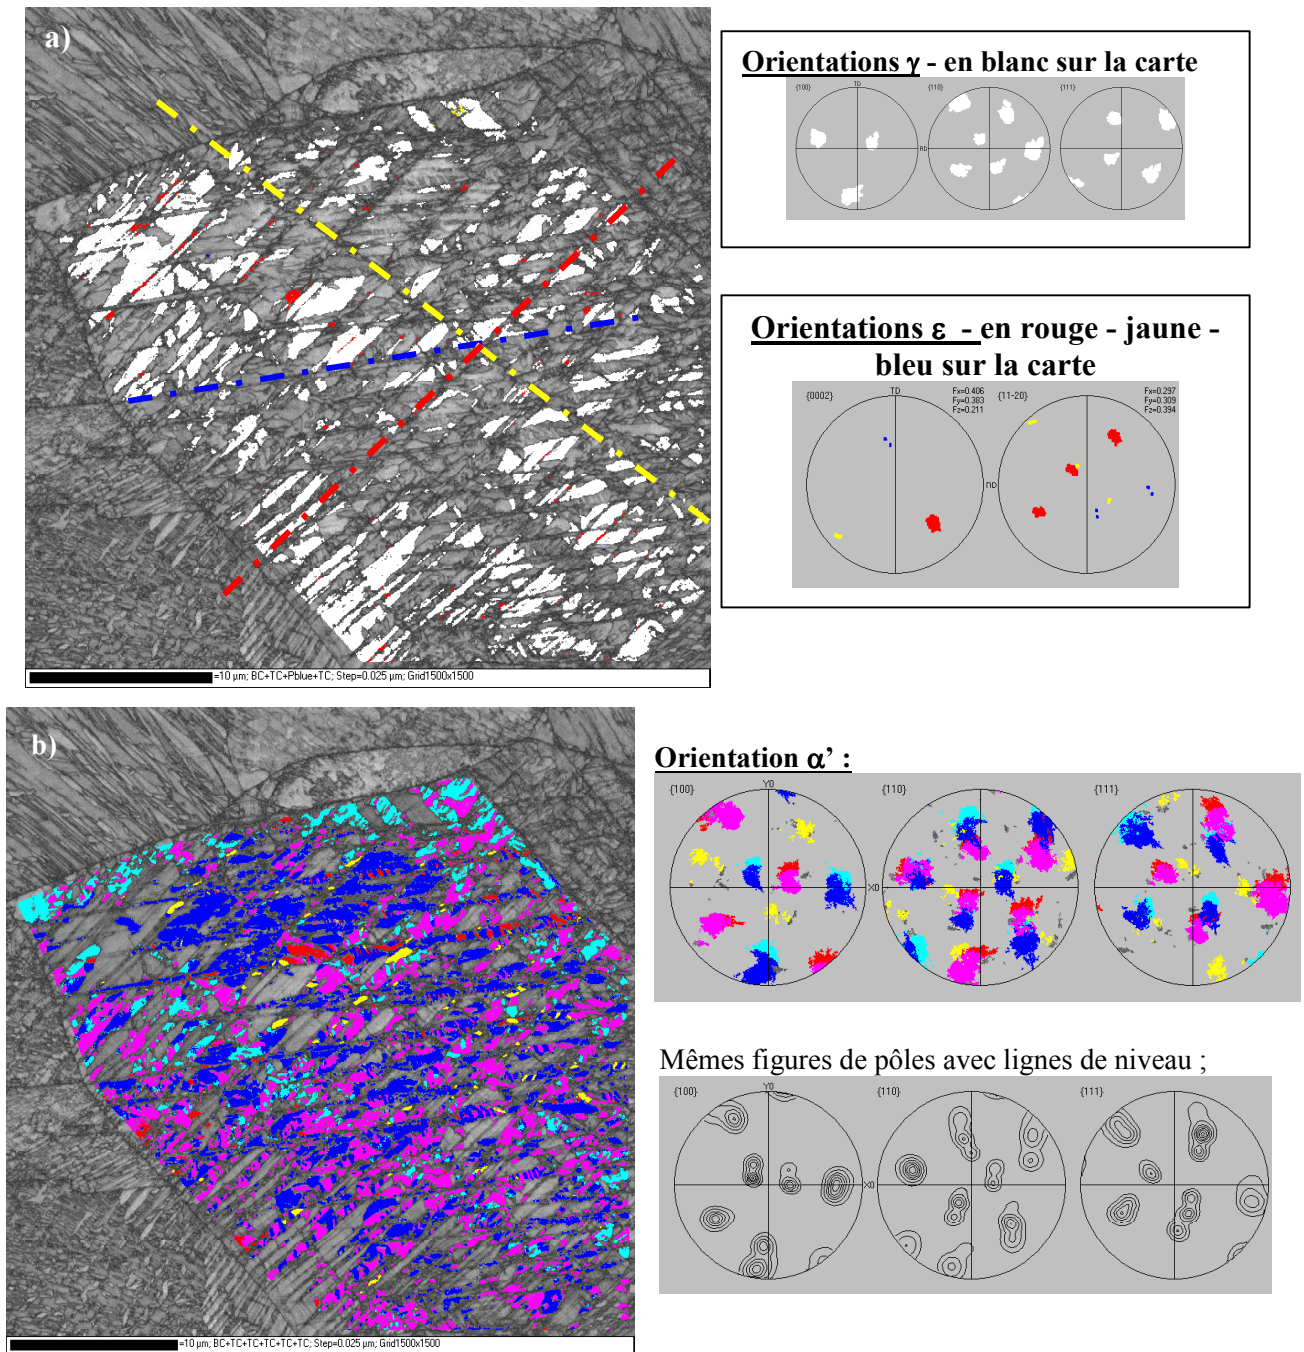 a)
Orientations γ - en blanc sur la carte
{100} TD {110} {111}
RD
Orientations ε - en rouge - jaune -
bleu sur la carte
{0002} TD Fx=0.406 {11-20} Fx=0.297
Fy=0.383 Fy=0.309
Fz=0.211 Fz=0.394
=10 µm; BC+TC+Pblue+TC; Step=0.025 µm; Grid1500x1500
b)
Orientation α’ :
{100} Y0 {110} {111}
X0
Mêmes figures de pôles avec lignes de niveau ;
{100} Y0 {110} {111}
X0
=10 µm; BC+TC+TC+TC+TC+TC; Step=0.025 µm; Grid1500x1500